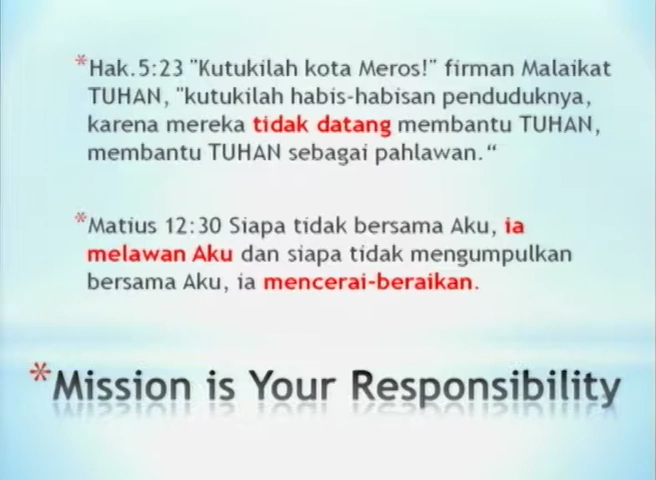 *Hak.5:23 "Kutukilah kota Meros!" firman Malaikat
TUHAN, "kutukilah habis-habisan penduduknya,
karena mereka tidak datang membantu TUHAN,
membantu TUHAN sebagai pahlawan.“
*Matius 12:30 Siapa tidak bersama Aku, ia
melawan Aku dan siapa tidak mengumpulkan
bersama Aku, ia mencerai-beraikan.
*Mission is Your Responsibility